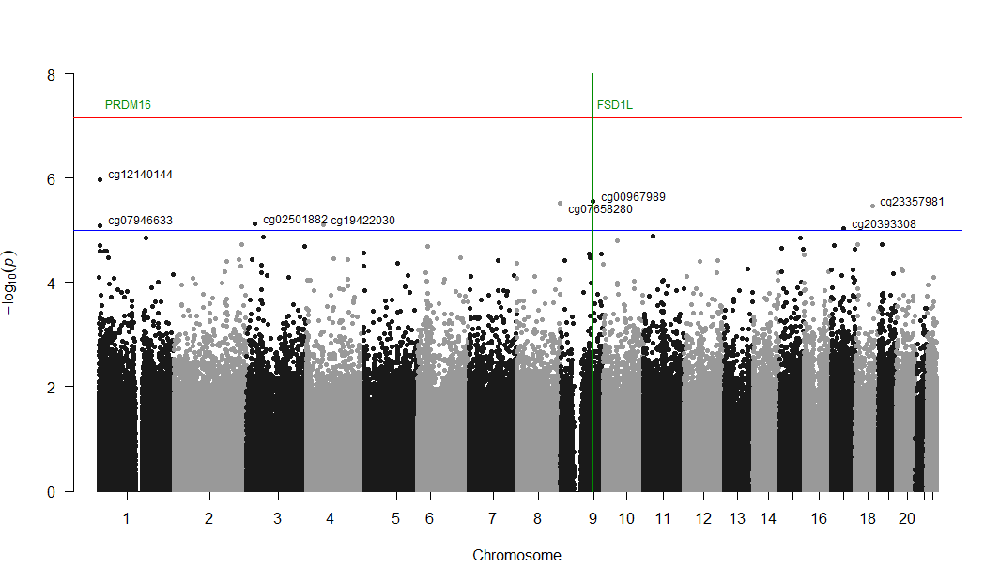 8
PRDM16 FSD1L
6
cg12140144
cg00967989
cg07658280
cg23357981
cg07946633
cg02501882 cg19422030
cg20393308
4
2
0
−log10(p)
1 2 3 4 5 6 7 8 9 10 11 12 13 14 16 18 20
Chromosome